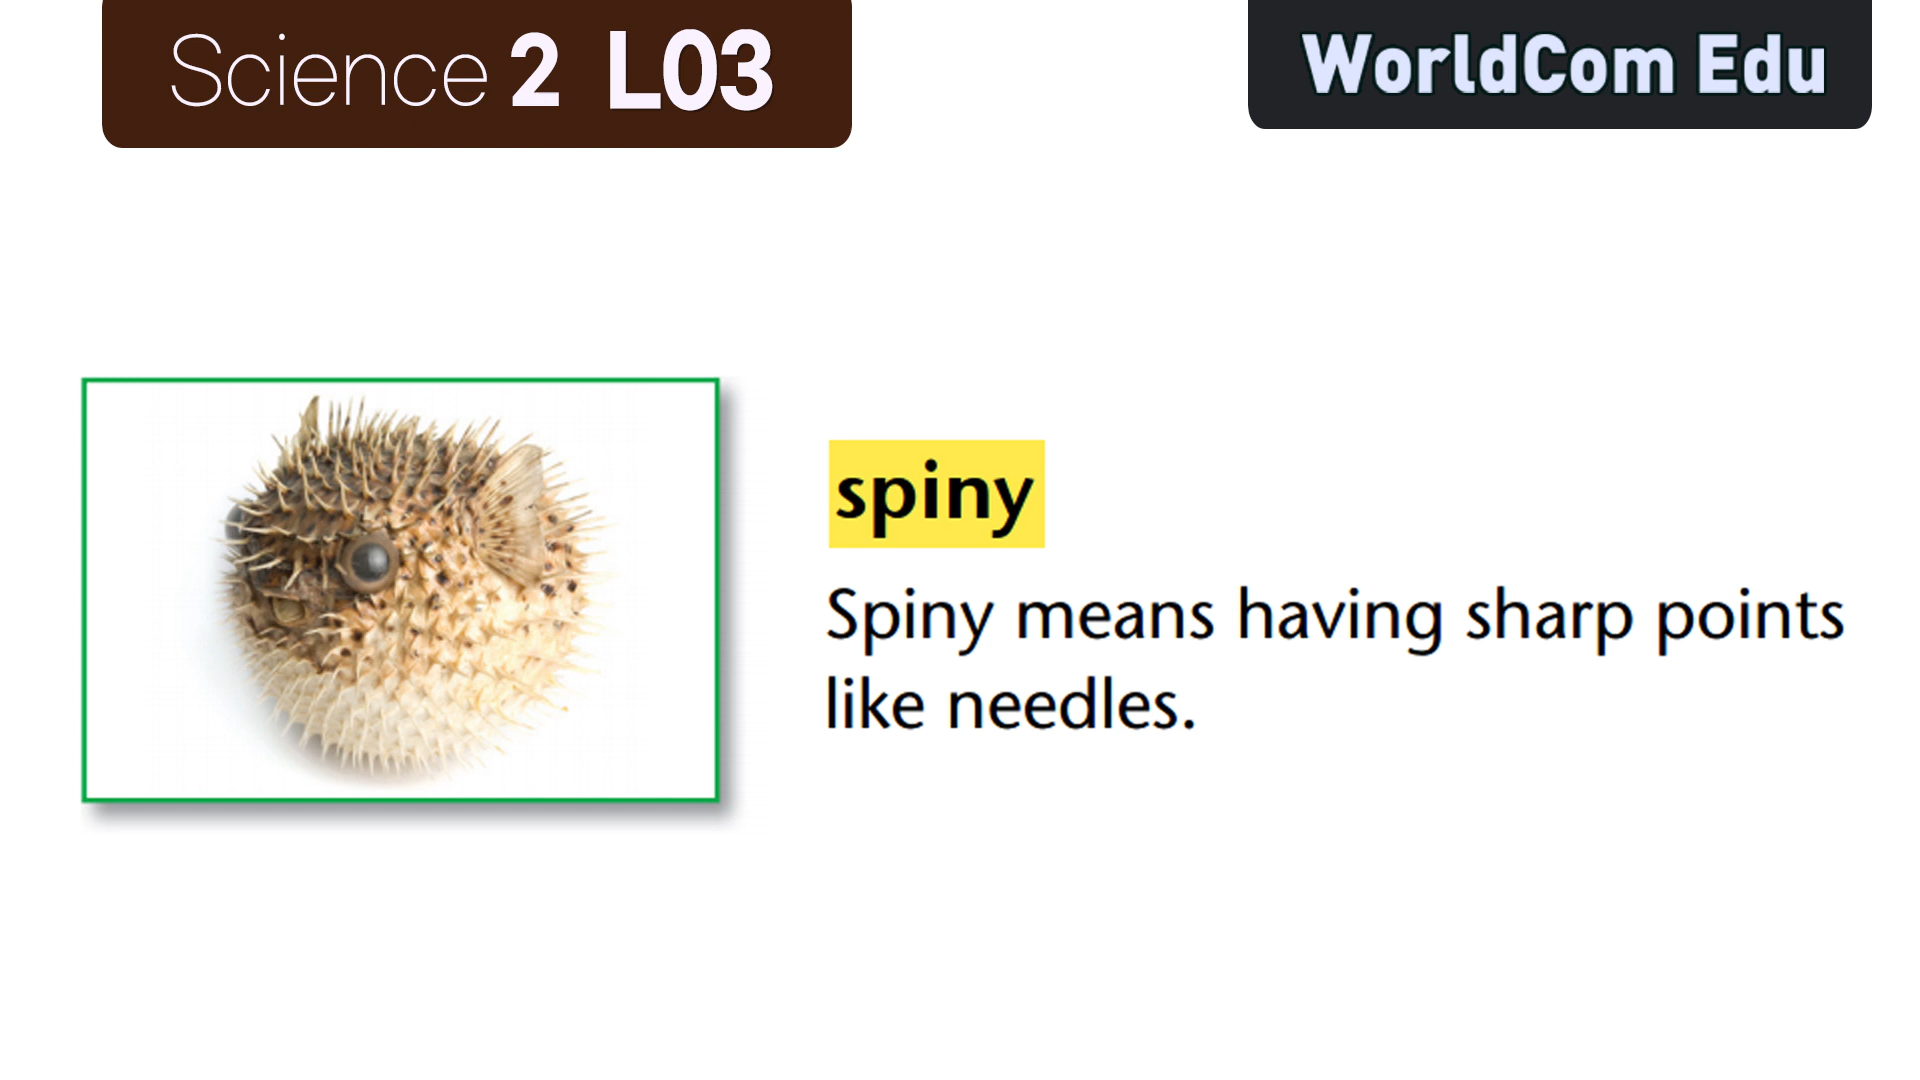 Science 2 L03
WorldCom Edu
spiny
Spiny means having sharp points
like needles.